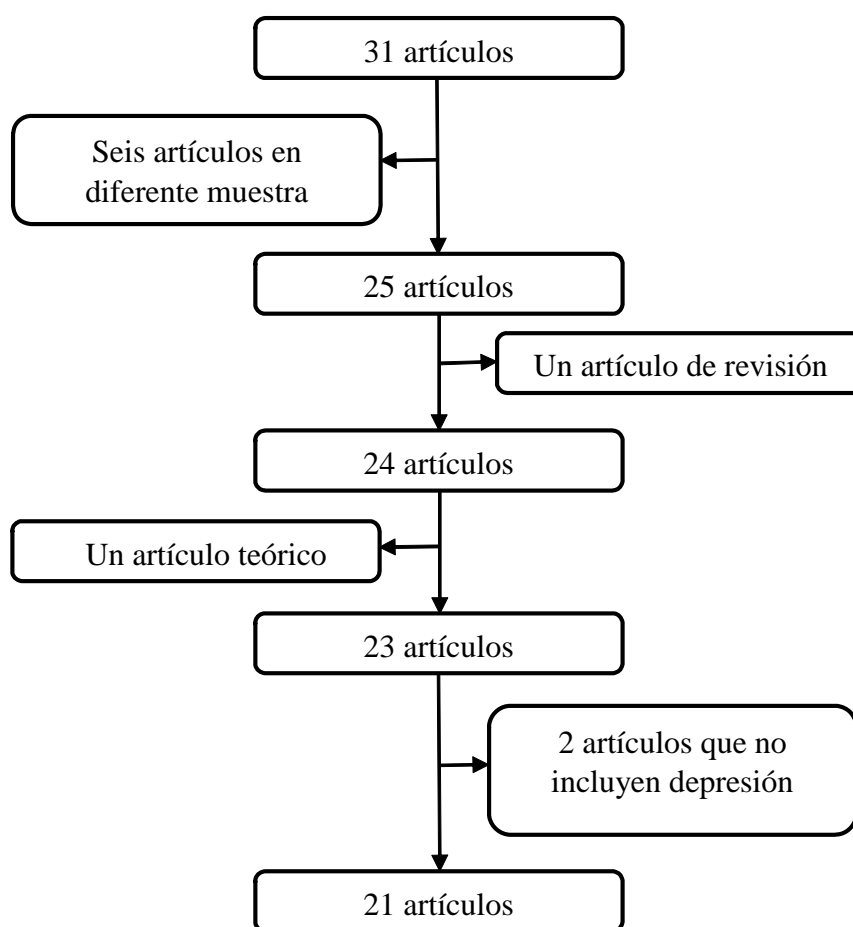 31 artículos
Seis artículos en
diferente muestra
25 artículos
Un artículo de revisión
24 artículos
Un artículo teórico
23 artículos
2 artículos que no
incluyen depresión
21 artículos